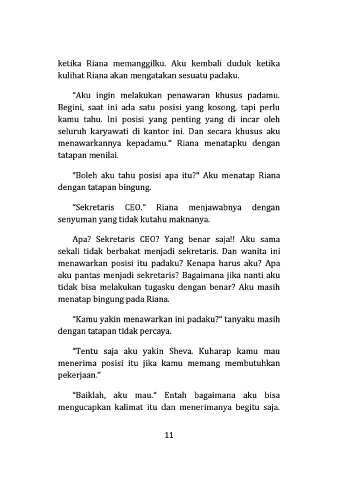 ketika Riana memanggilku. Aku kembali duduk ketika
kulihat Riana akan mengatakan sesuatu padaku.
"Aku ingin melakukan penawaran khusus padamu.
Begini, saat ini ada satu posisi yang kosong, tapi perlu
kamu tahu. Ini posisi yang penting yang di incar oleh
seluruh karyawati di kantor ini. Dan secara khusus aku
menawarkannya kepadamu." Riana menatapku dengan
tatapan menilai.
"Boleh aku tahu posisi apa itu?" Aku menatap Riana
dengan tatapan bingung.
"Sekretaris CEO." Riana menjawabnya dengan
senyuman yang tidak kutahu maknanya.
Apa? Sekretaris CEO? Yang benar saja!! Aku sama
sekali tidak berbakat menjadi sekretaris. Dan wanita ini
menawarkan posisi itu padaku? Kenapa harus aku? Apa
aku pantas menjadi sekretaris? Bagaimana jika nanti aku
tidak bisa melakukan tugasku dengan benar? Aku masih
menatap bingung pada Riana.
"Kamu yakin menawarkan ini padaku?" tanyaku masih
dengan tatapan tidak percaya.
"Tentu saja aku yakin Sheva. Kuharap kamu mau
menerima posisi itu jika kamu memang membutuhkan
pekerjaan."
"Baiklah, aku mau." Entah bagaimana aku bisa
mengucapkan kalimat itu dan menerimanya begitu saja.
11